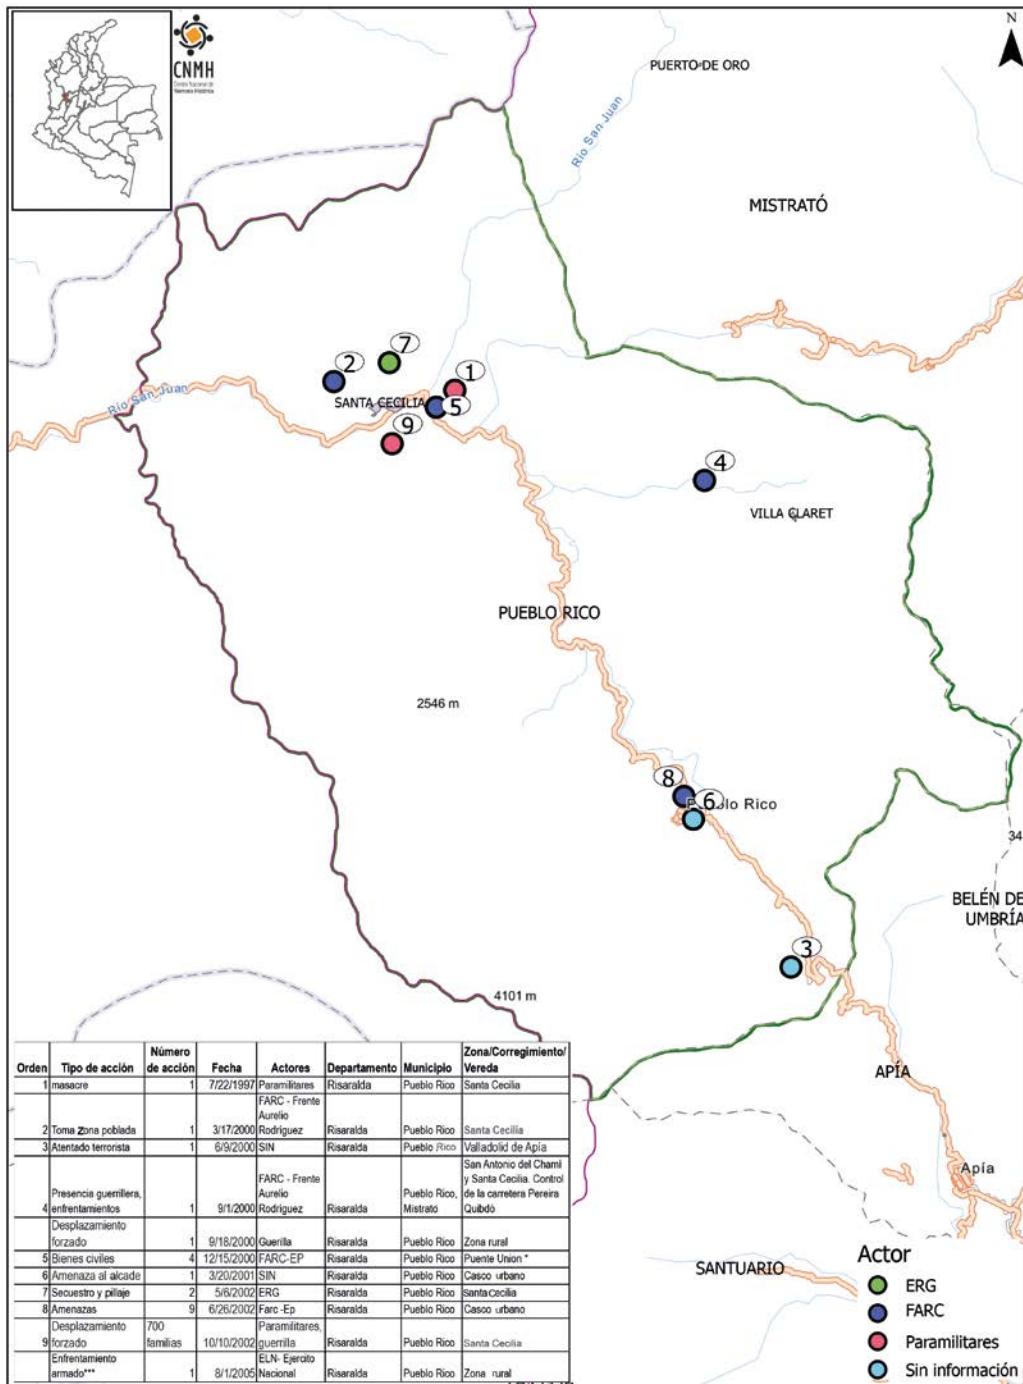 CNMH
Centro Nacional de
Memoria Histórica
N
PUERTO DE ORO
Río San Juan
MISTRATÓ
7
2
1
Río San Juan
SANTA CECILIA
5
9
4
VILLA CLARET
PUEBLO RICO
2546 m
8
6
Pueblo Rico
34
BELÉN DE
UMBRÍA
3
4101 m
APÍA
Apía
SANTUARIO
Orden Tipo de acción Número de acción Fecha Actores Departamento Municipio Zona/Corregimiento/ Vereda
1 masacre 1 7/22/1997 Paramilitares Risaralda Pueblo Rico Santa Cecilia
2 Toma zona poblada 1 3/17/2000 FARC - Frente Aurelio Rodríguez Risaralda Pueblo Rico Santa Cecilia
3 Atentado terrorista 1 6/9/2000 SIN Risaralda Pueblo Rico Valladolid de Apía
4 Presencia guerrillera, enfrentamientos 1 9/1/2000 FARC - Frente Aurelio Rodríguez Risaralda Pueblo Rico, Mistrató San Antonio del Chamí y Santa Cecilia. Control de la carretera Pereira Quibdó
Desplazamiento forzado 1 9/18/2000 Guerilla Risaralda Pueblo Rico Zona rural
5 Bienes civiles 4 12/15/2000 FARC-EP Risaralda Pueblo Rico Puente Union *
6 Amenaza al alcade 1 3/20/2001 SIN Risaralda Pueblo Rico Casco urbano
7 Secuestro y pillaje 2 5/6/2002 ERG Risaralda Pueblo Rico Santa Cecilia
8 Amenazas 9 6/26/2002 Farc -Ep Risaralda Pueblo Rico Casco urbano
9 Desplazamiento forzado 700 familias 10/10/2002 Paramilitares, guerrilla Risaralda Pueblo Rico Santa Cecilia
Enfrentamiento armado*** 1 8/1/2005 ELN- Ejercito Nacional Risaralda Pueblo Rico Zona rural
Actor
ERG
FARC
Paramilitares
Sin información